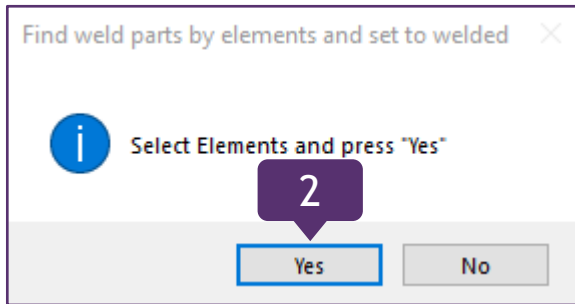 Find weld parts by elements and set to welded
Select Elements and press "Yes"
2
Yes No